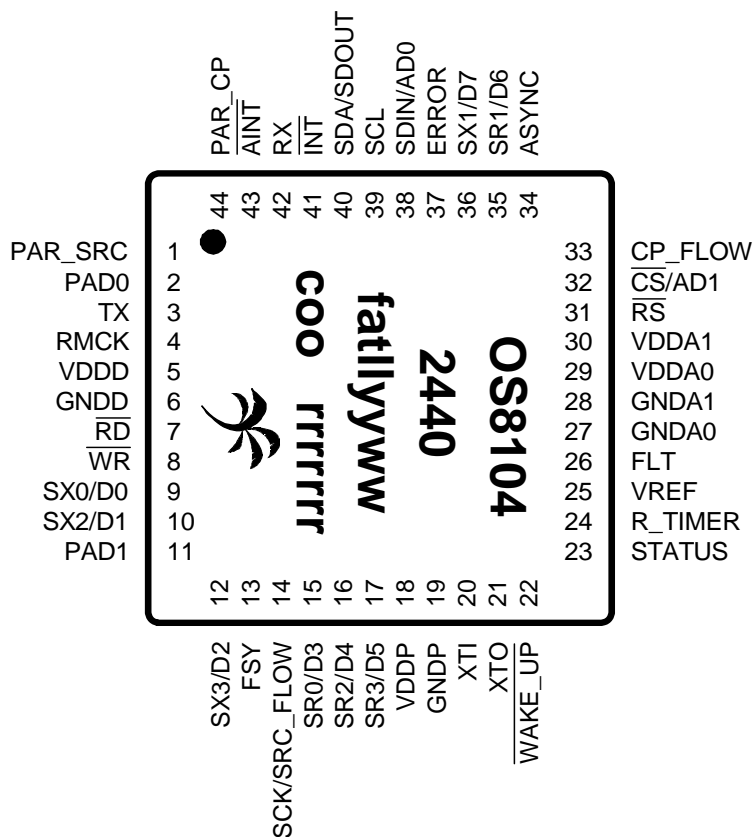 PAR_CP
AINT
RX
INT
SDA/SDOUT
SCL
SDIN/AD0
ERROR
SX1/D7
SR1/D6
ASYNC
44
43
42
41
40
39
38
37
36
35
34
PAR_SRC 1
PAD0 2
TX 3
RMCK 4
VDDD 5
GNDD 6
RD 7
WR 8
SX0/D0 9
SX2/D1 10
PAD1 11
OS8104
2440
fatllyyww
coo rrrrrrr
33 CP_FLOW
32 CS/AD1
31 RS
30 VDDA1
29 VDDA0
28 GNDA1
27 GNDA0
26 FLT
25 VREF
24 R_TIMER
23 STATUS
12
13
14
15
16
17
18
19
20
21
22
SX3/D2
FSY
SCK/SRC_FLOW
SR0/D3
SR2/D4
SR3/D5
VDDP
GNDP
XTI
XTO
WAKE_UP